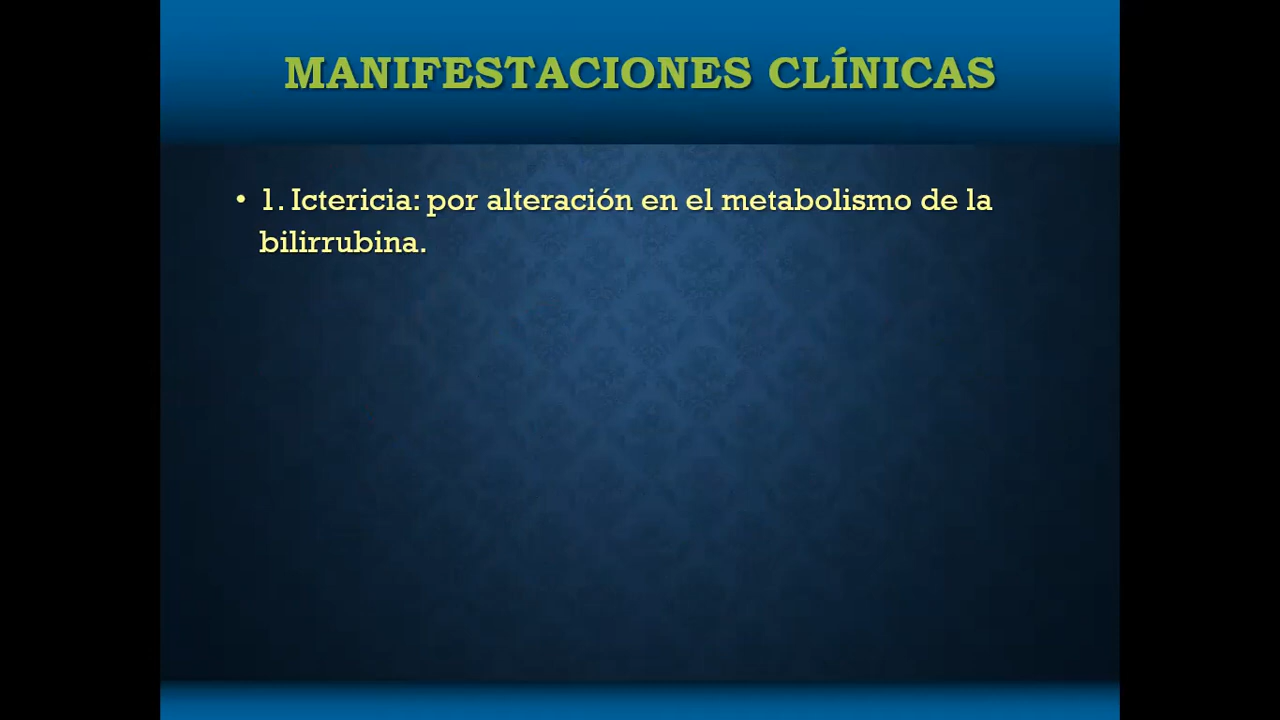 MANIFESTACIONES CLÍNICAS
• 1. Ictericia: por alteración en el metabolismo de la
bilirrubina.